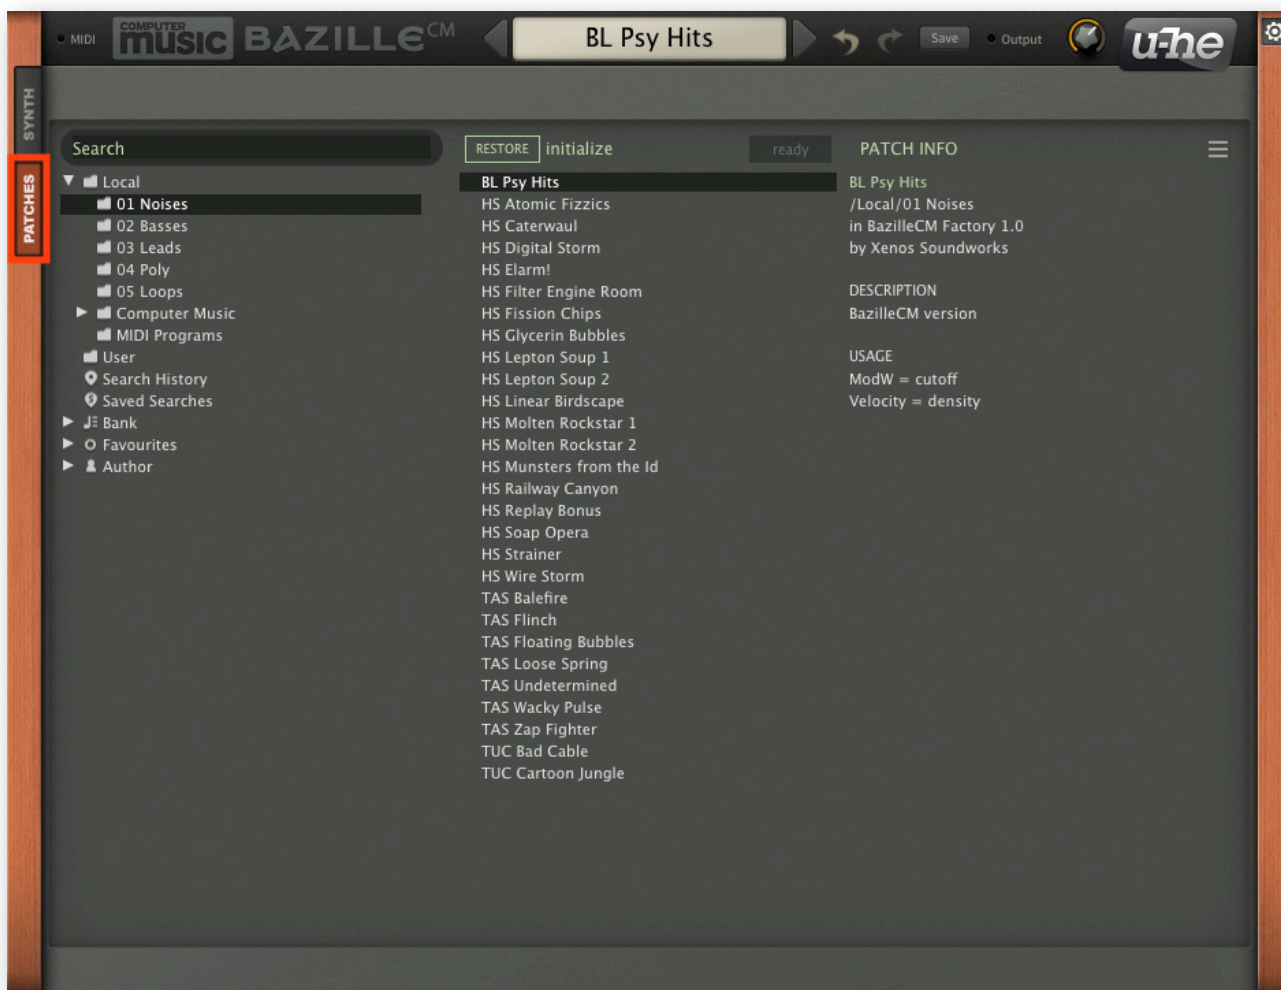 MIDI
COMPUTER
MUSIC
BAZILLE CM
BL Psy Hits
Save
Output
u-he
SYNTH
PATCHES
Search
Local
01 Noises
02 Basses
03 Leads
04 Poly
05 Loops
Computer Music
MIDI Programs
User
Search History
Saved Searches
Bank
Favourites
Author
RESTORE initialize
ready
BL Psy Hits
HS Atomic Fizzics
HS Caterwaul
HS Digital Storm
HS Elarm!
HS Filter Engine Room
HS Fission Chips
HS Glycerin Bubbles
HS Lepton Soup 1
HS Lepton Soup 2
HS Linear Birdscape
HS Molten Rockstar 1
HS Molten Rockstar 2
HS Munsters from the Id
HS Railway Canyon
HS Replay Bonus
HS Soap Opera
HS Strainer
HS Wire Storm
TAS Balefire
TAS Flinch
TAS Floating Bubbles
TAS Loose Spring
TAS Undetermined
TAS Wacky Pulse
TAS Zap Fighter
TUC Bad Cable
TUC Cartoon Jungle
PATCH INFO
BL Psy Hits
/Local/01 Noises
in BazilleCM Factory 1.0
by Xenos Soundworks
DESCRIPTION
BazilleCM version
USAGE
ModW = cutoff
Velocity = density